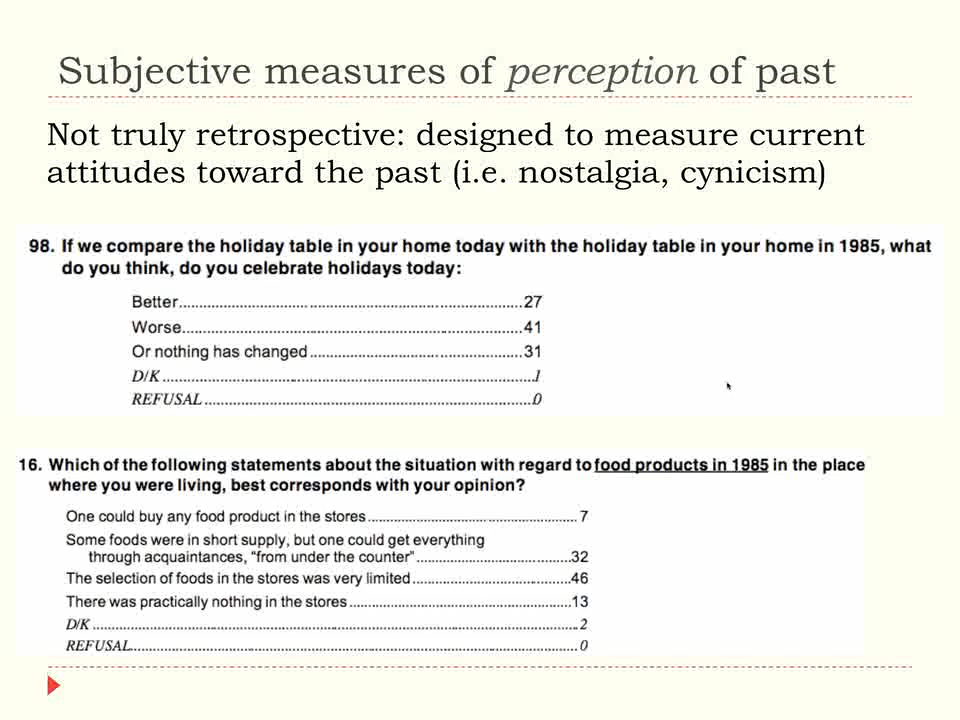 Subjective measures of perception of past
Not truly retrospective: designed to measure current
attitudes toward the past (i.e. nostalgia, cynicism)
98. If we compare the holiday table in your home today with the holiday table in your home in 1985, what
do you think, do you celebrate holidays today:
Better..........27
Worse..........41
Or nothing has changed..........31
D/K..........1
REFUSAL..........0
16. Which of the following statements about the situation with regard to food products in 1985 in the place
where you were living, best corresponds with your opinion?
One could buy any food product in the stores..........7
Some foods were in short supply, but one could get everything
through acquaintances, "from under the counter"..........32
The selection of foods in the stores was very limited..........46
There was practically nothing in the stores..........13
D/K..........2
REFUSAL..........0